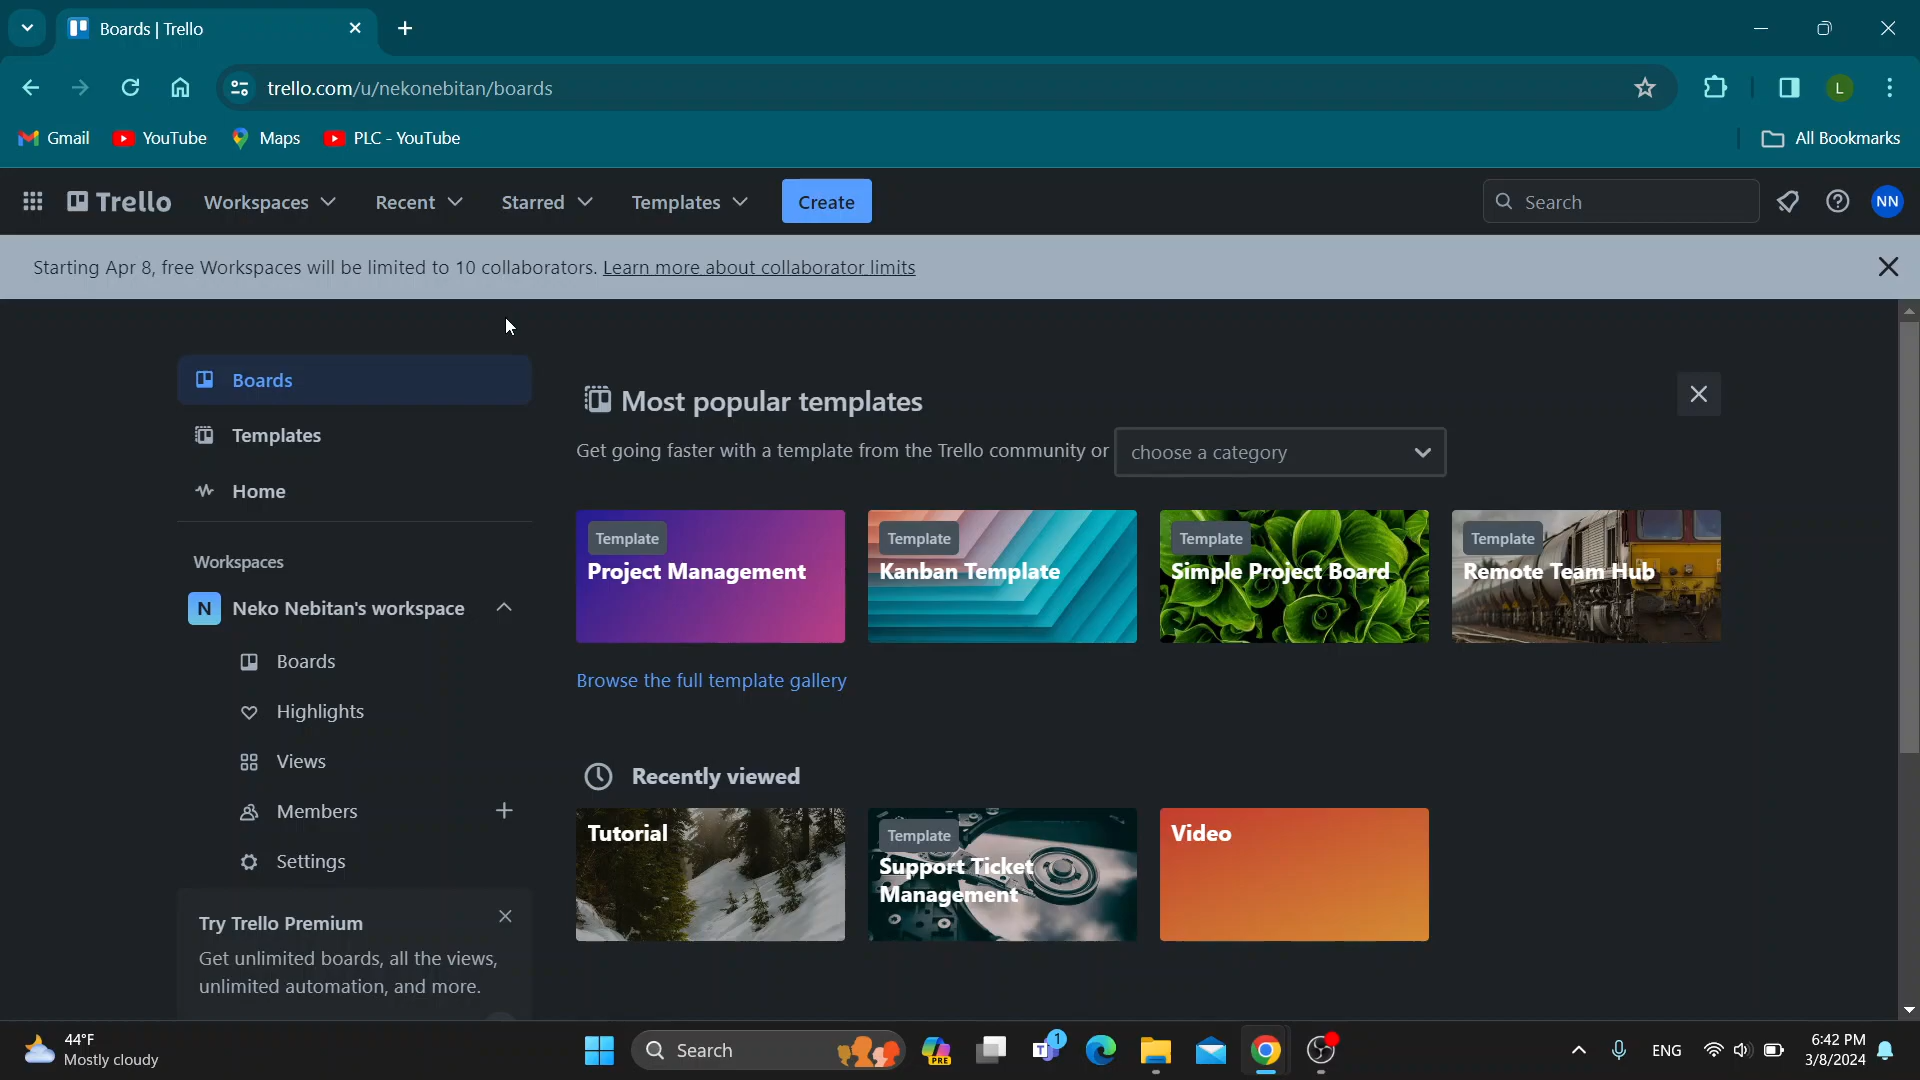 Boards | Trello
trello.com/u/nekonebitan/boards
L
Gmail YouTube Maps PLC - YouTube All Bookmarks
Trello Workspaces Recent Starred Templates Create Search NN
Starting Apr 8, free Workspaces will be limited to 10 collaborators. Learn more about collaborator limits
Boards
Templates
Home
Workspaces
N Neko Nebitan's workspace
Boards
Highlights
Views
Members
Settings
Try Trello Premium
Get unlimited boards, all the views,
unlimited automation, and more.
Most popular templates
Get going faster with a template from the Trello community or choose a category
Template
Project Management
Template
Kanban Template
Template
Simple Project Board
Template
Remote Team Hub
Browse the full template gallery
Recently viewed
Tutorial
Template
Support Ticket
Management
Video
44°F
Mostly cloudy
Search
PRE
1
ENG
6:42 PM
3/8/2024